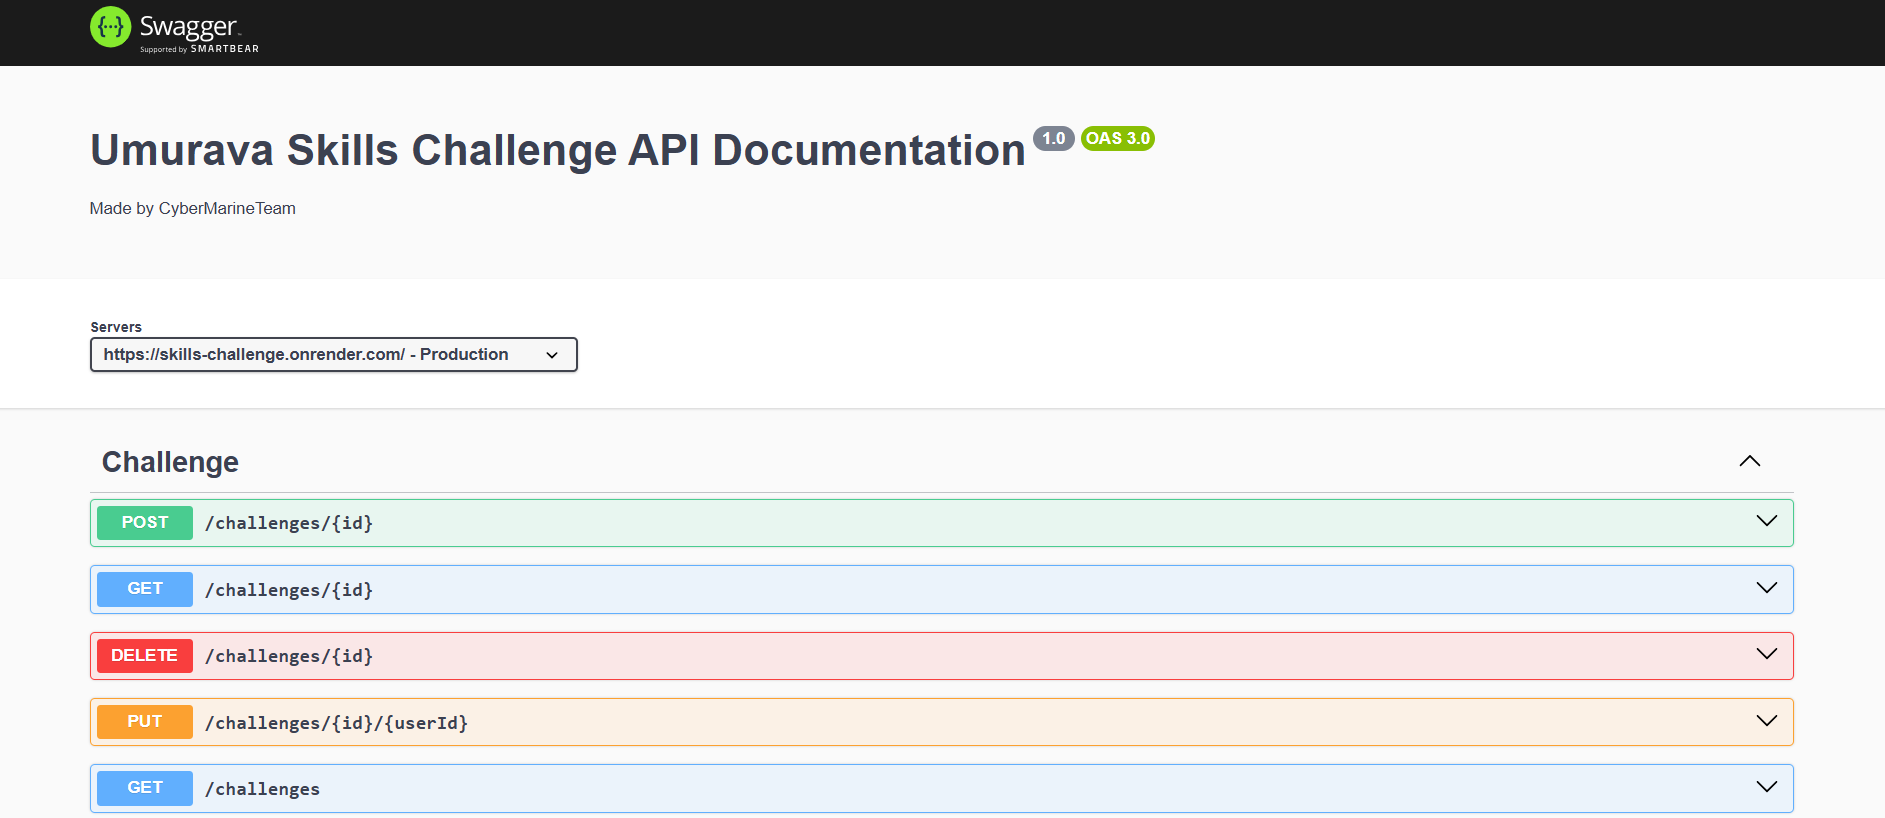 Swagger
Supported by SMARTBEAR
Umurava Skills Challenge API Documentation 1.0 OAS 3.0
Made by CyberMarineTeam
Servers
https://skills-challenge.onrender.com/ - Production
Challenge
POST /challenges/{id}
GET /challenges/{id}
DELETE /challenges/{id}
PUT /challenges/{id}/{userId}
GET /challenges